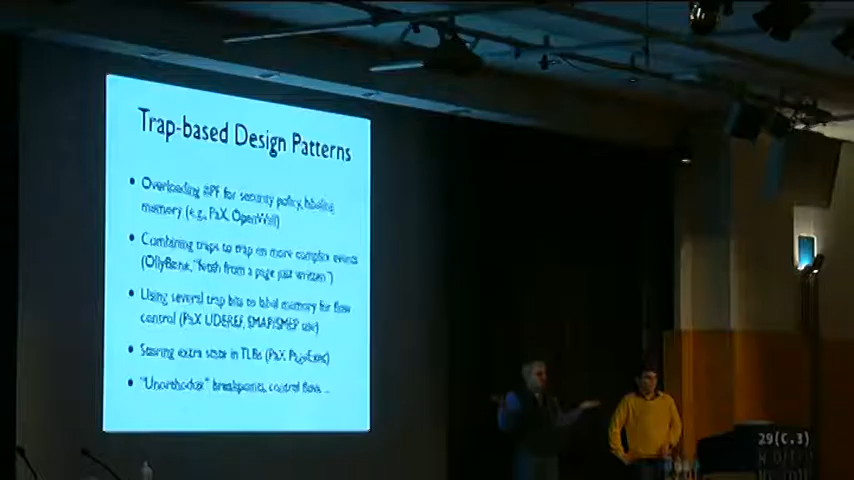 Trap-based Design Patterns
• Overloading #PF for security policy, labeling
memory (e.g., PaX, OpenWall)
• Combining traps to trap on more complex events
(OllyBone, "fetch from a page just written")
• Using several trap bits to label memory for flow
control (PaX UDEREF, SMAP/SMEP use)
• Storing extra state in TLBs (PaX PageExec)
• "Unorthodox" breakpoints, control flow, ..
29(C.3)